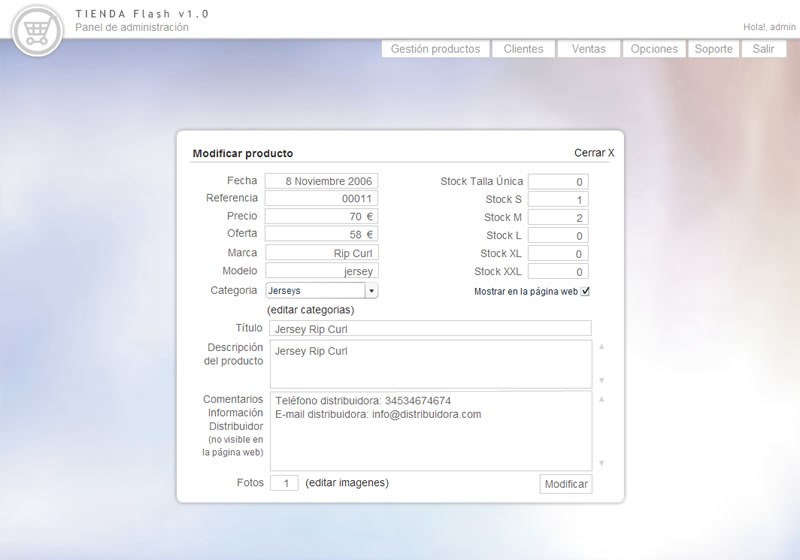 TIENDA Flash v1.0
Panel de administración
Hola!, admin
Gestión productos Clientes Ventas Opciones Soporte Salir
Modificar producto Cerrar X
Fecha 8 Noviembre 2006
Referencia 00011
Precio 70 €
Oferta 58 €
Marca Rip Curl
Modelo jersey
Categoria Jerseys
(editar categorias)
Stock Talla Única 0
Stock S 1
Stock M 2
Stock L 0
Stock XL 0
Stock XXL 0
Mostrar en la página web
Título Jersey Rip Curl
Descripción
del producto
Jersey Rip Curl
Comentarios
Información
Distribuidor
(no visible en
la página web)
Teléfono distribuidora: 34534674674
E-mail distribuidora: info@distribuidora.com
Fotos 1 (editar imagenes)
Modificar